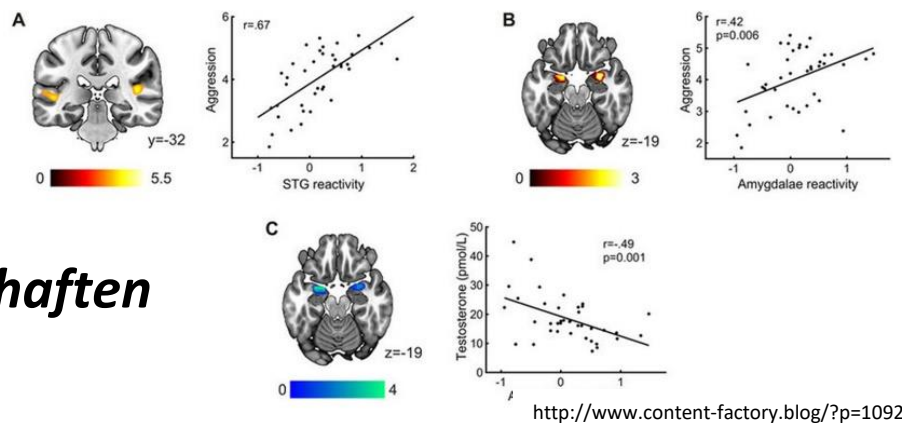 A
y=-32
0 5.5
6
4
2
Aggression
r=.67
-1 0 1 2
STG reactivity
B
z=-19
0 3
6
5
4
3
2
Aggression
r=.42
p=0.006
-1 0 1
Amygdalae reactivity
haften
C
z=-19
0 4
50
40
30
20
10
0
Testosterone (pmol/L)
r=-.49
p=0.001
-1 0 1
http://www.content-factory.blog/?p=1092